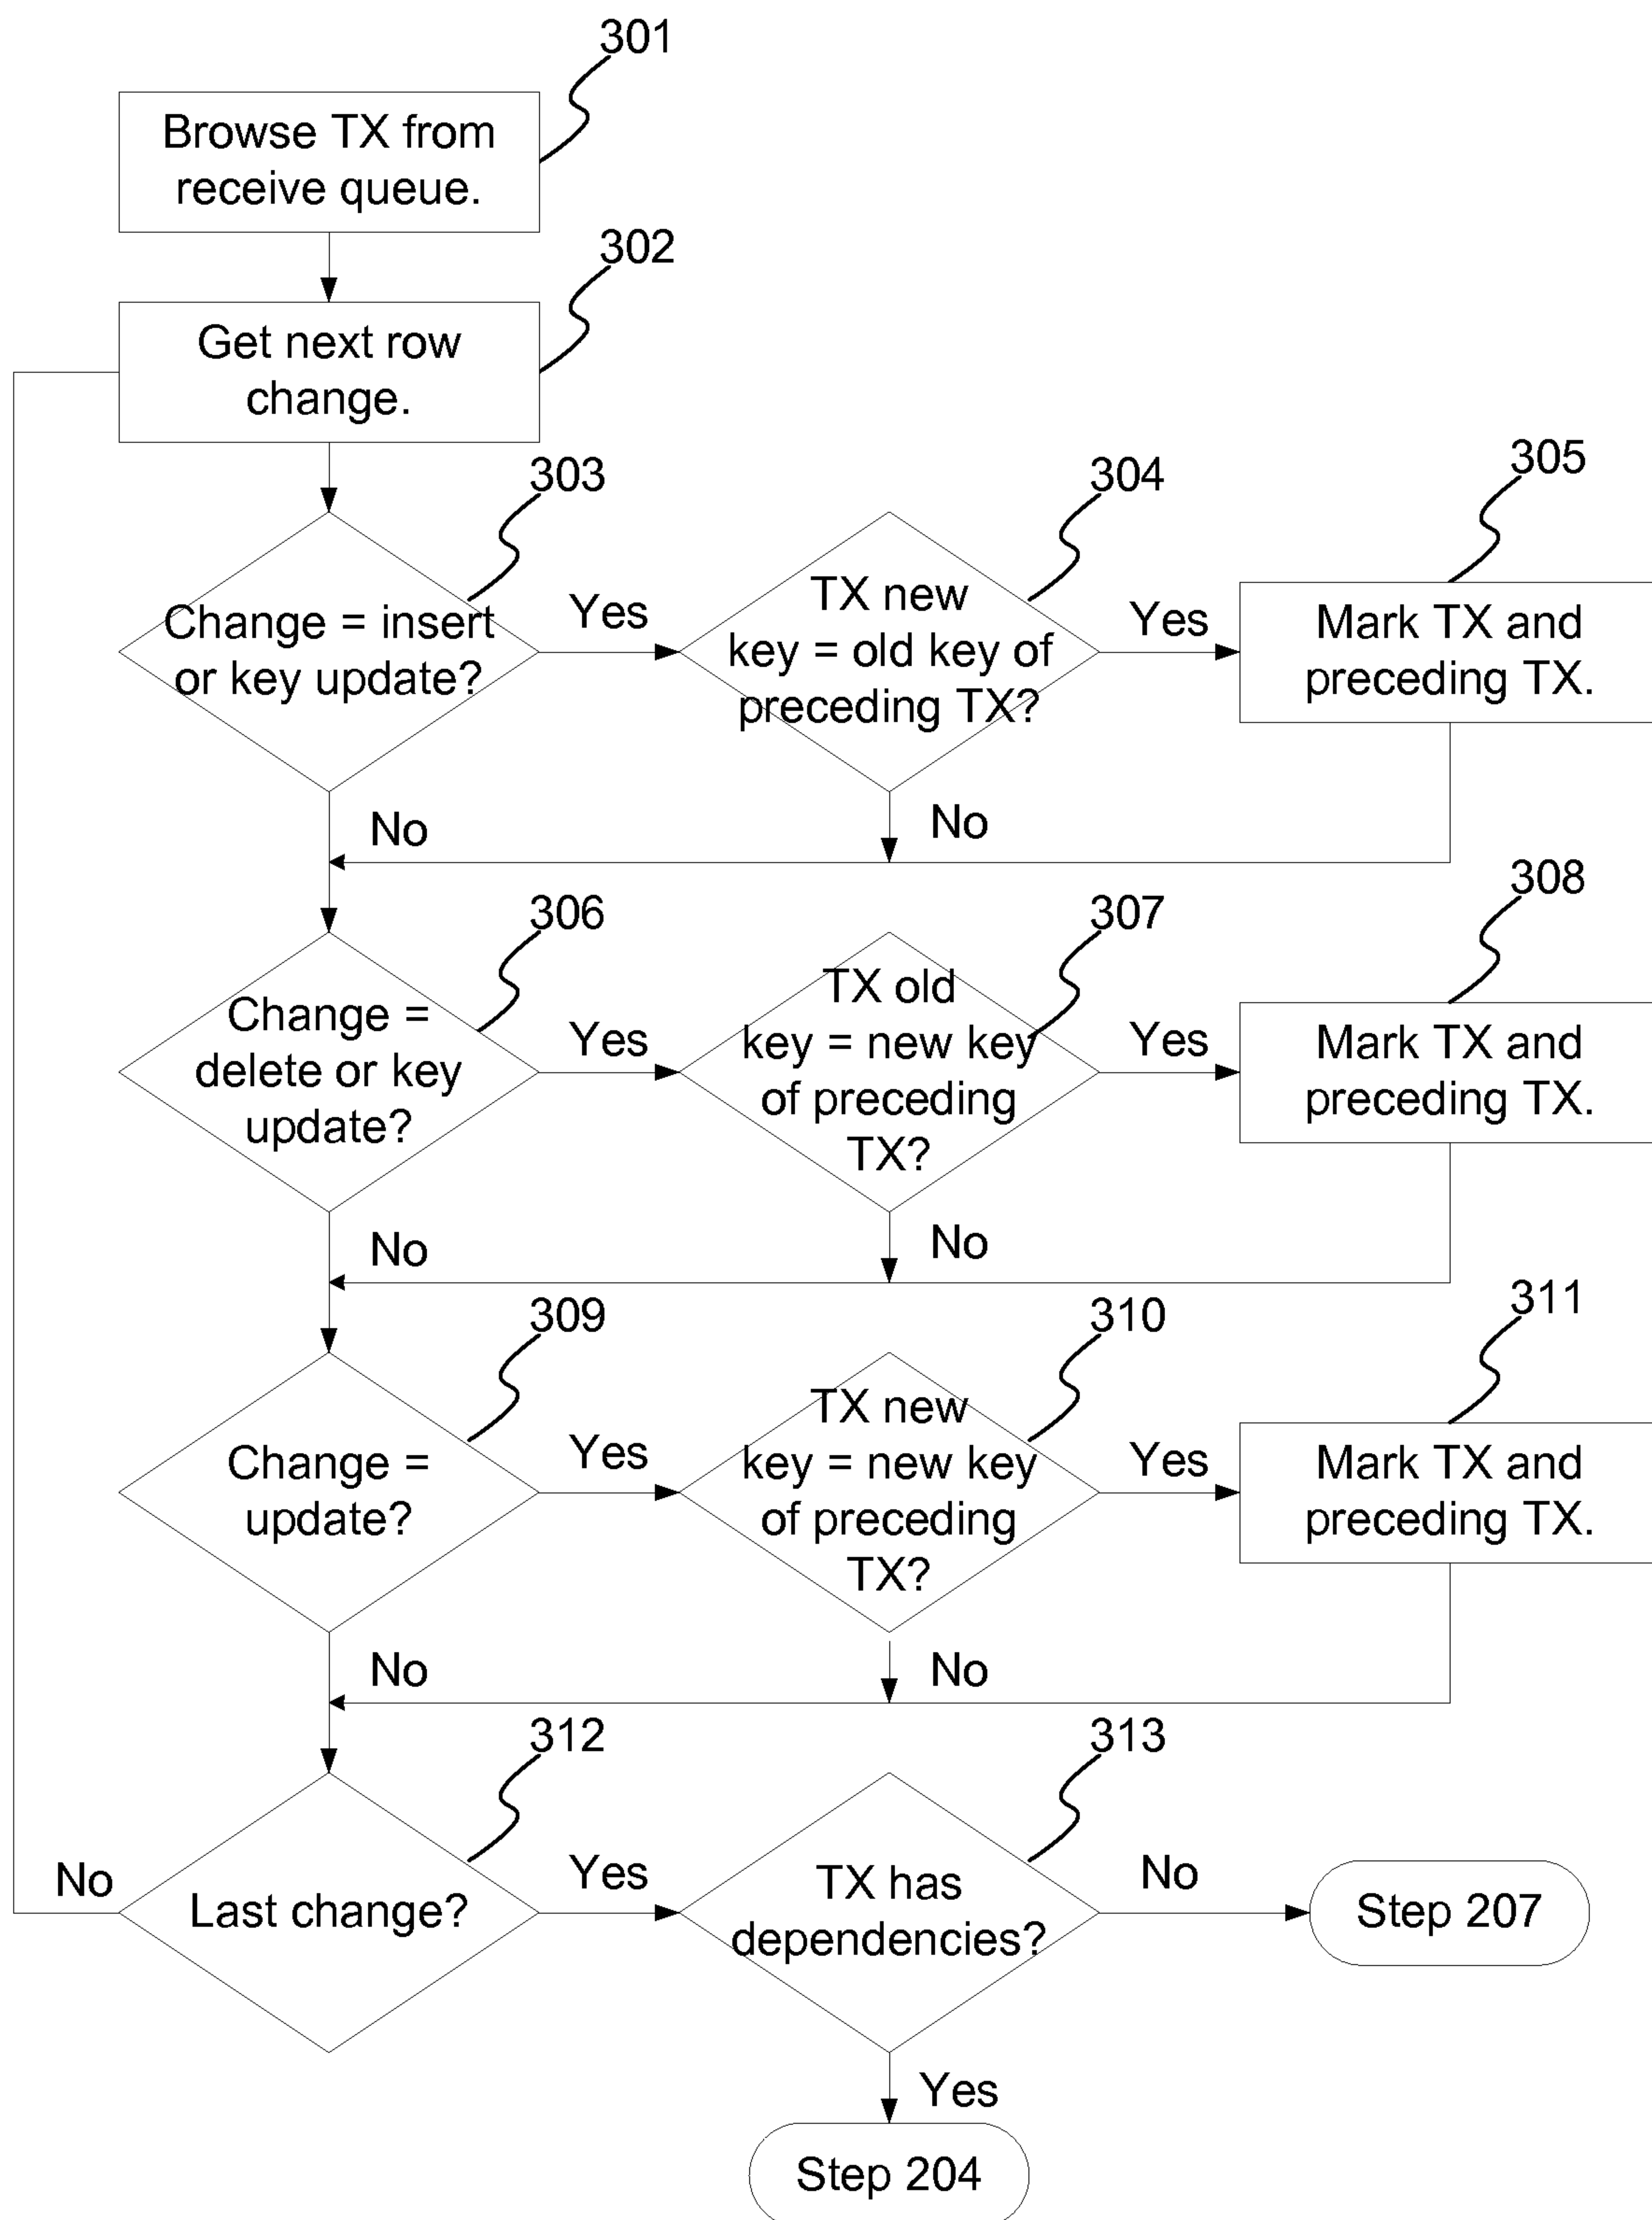 301
Browse TX from
receive queue.
302
Get next row
change.
303
Change = insert
or key update?
Yes
304
TX new
key = old key of
preceding TX?
Yes
305
Mark TX and
preceding TX.
No
No
306
Change =
delete or key
update?
Yes
307
TX old
key = new key
of preceding
TX?
Yes
308
Mark TX and
preceding TX.
No
No
309
Change =
update?
Yes
310
TX new
key = new key
of preceding
TX?
Yes
311
Mark TX and
preceding TX.
No
No
312
No
Last change?
Yes
313
TX has
dependencies?
No
Step 207
Yes
Step 204